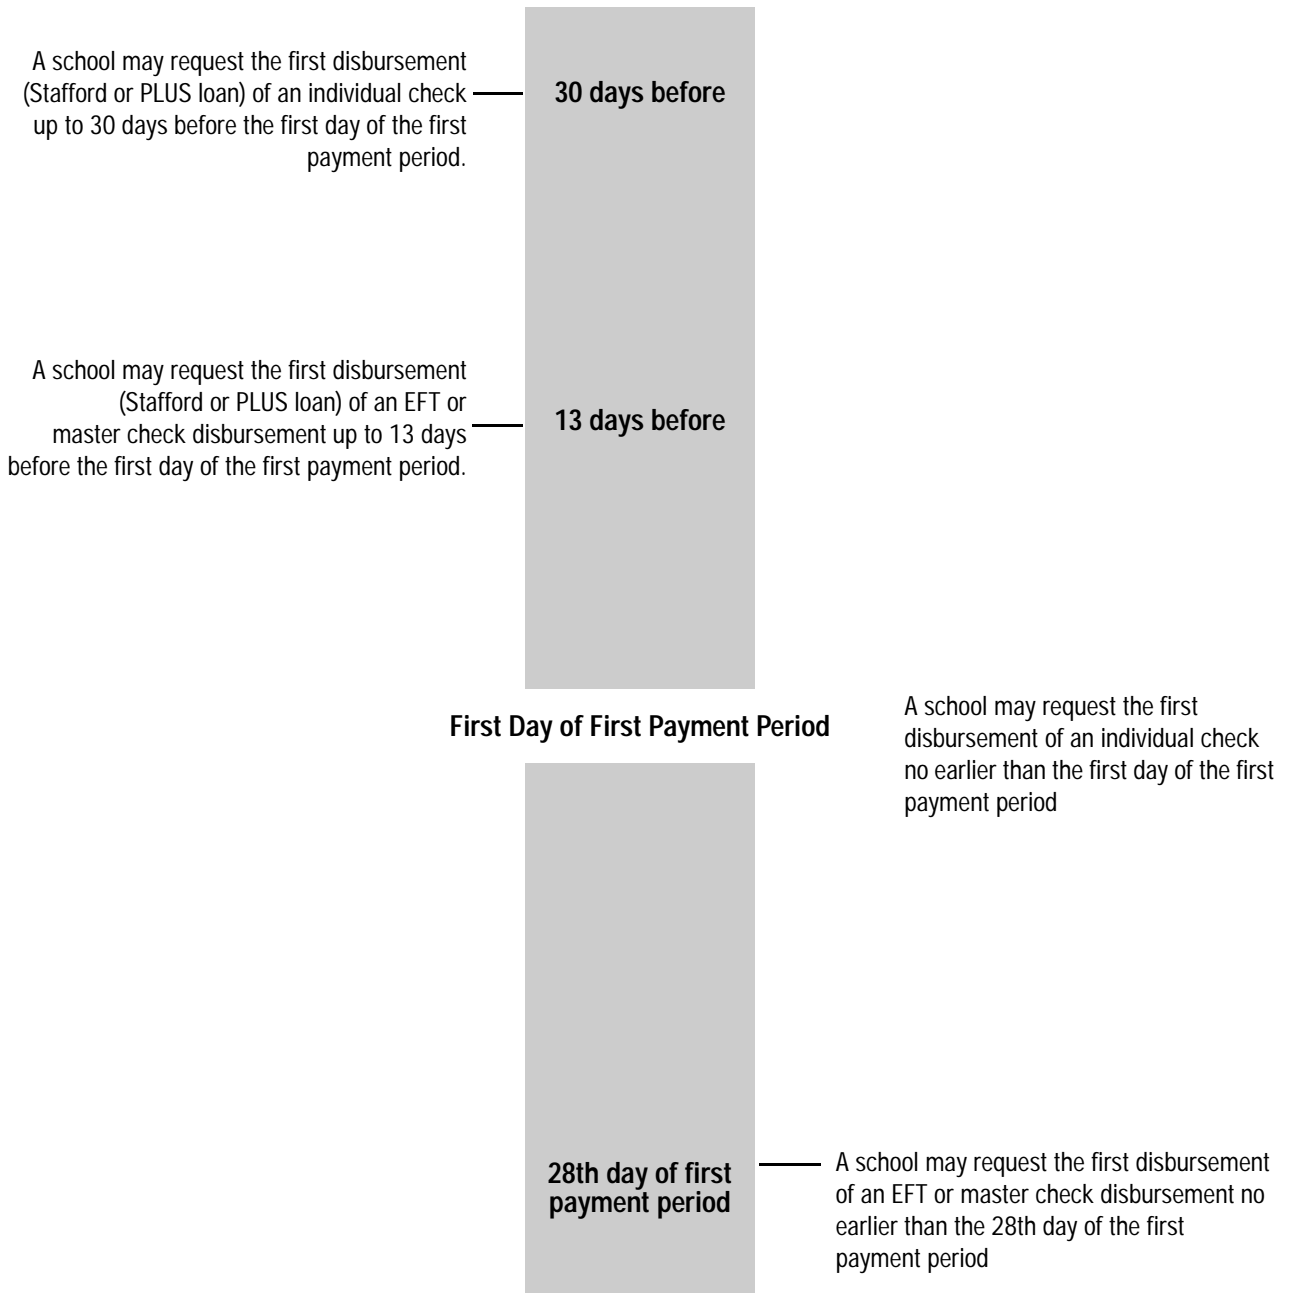 A school may request the first disbursement
(Stafford or PLUS loan) of an individual check
up to 30 days before the first day of the first
payment period.
30 days before
A school may request the first disbursement
(Stafford or PLUS loan) of an EFT or
master check disbursement up to 13 days
before the first day of the first payment period.
13 days before
First Day of First Payment Period
A school may request the first
disbursement of an individual check
no earlier than the first day of the first
payment period
28th day of first
payment period
A school may request the first disbursement
of an EFT or master check disbursement no
earlier than the 28th day of the first
payment period